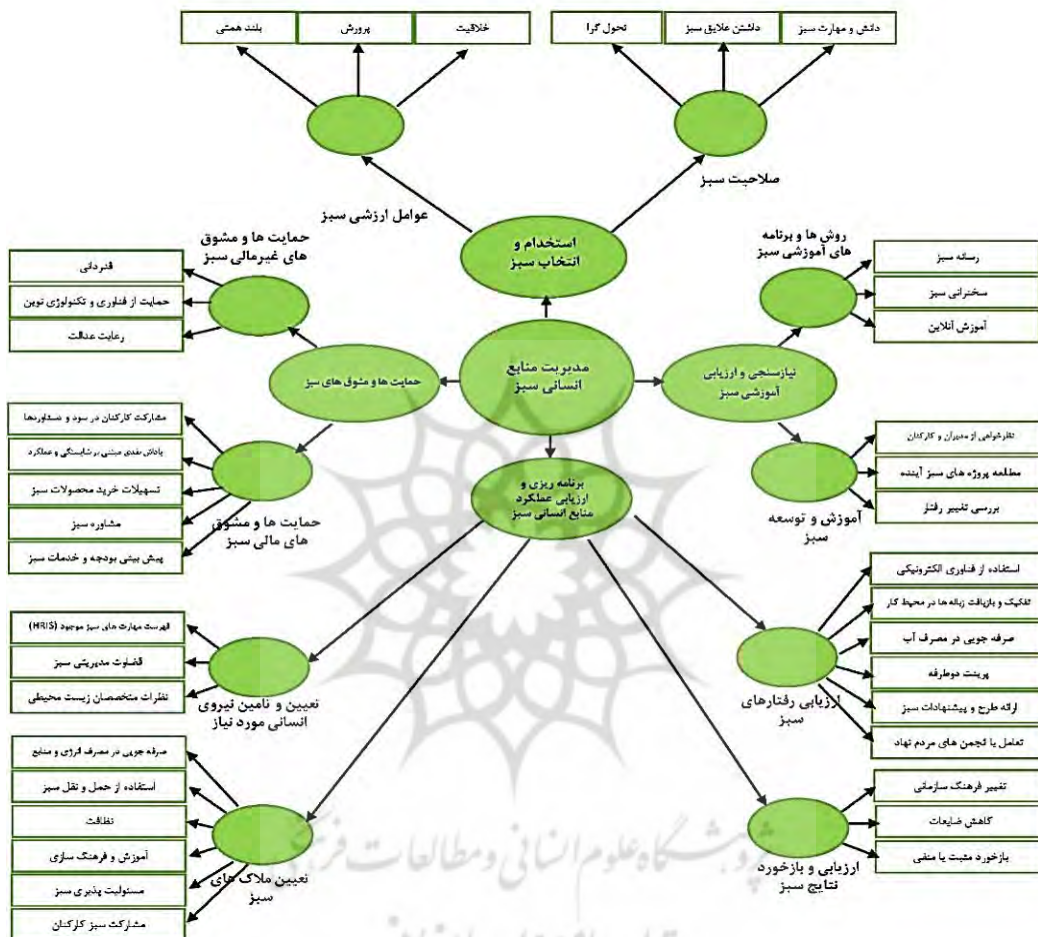 دانش و مهارت سبز
داشتن علایق سبز
تحول گرا
خلاقیت
پرورش
بلند همتی
صلاحیت سبز
عوامل ارزشی سبز
استخدام و
انتخاب سبز
روش ها و برنامه
های آموزشی سبز
رسانه سبز
سخنرانی سبز
آموزش آنلاین
حمایت ها و مشوق
های غیرمالی سبز
قدردانی
حمایت از فناوری و تکنولوژی نوین
رعایت عدالت
مدیریت منابع
انسانی سبز
نیازسنجی و ارزیابی
آموزشی سبز
حمایت ها و مشوق های سبز
نظرخواهی از مدیران و کارکنان
مطالعه پروژه های سبز آینده
بررسی تغییر رفتار
آموزش و توسعه
سبز
مشارکت کارکنان در سود و دستاوردها
پاداش نقدی مبتنی بر شایستگی و عملکرد
تسهیلات خرید محصولات سبز
مشاوره سبز
پیش بینی بودجه و خدمات سبز
حمایت ها و مشوق
های مالی سبز
برنامه ریزی و
ارزیابی عملکرد
منابع انسانی سبز
استفاده از فناوری الکترونیکی
تفکیک و بازیافت زباله ها در محیط کار
صرفه جویی در مصرف آب
پرینت دوطرفه
ارائه طرح و پیشنهادات سبز
تعامل با انجمن های مردم نهاد
ارزیابی رفتارهای
سبز
فهرست مهارت های سبز موجود (HRIS)
قضاوت مدیریتی سبز
نظرات متخصصان زیست محیطی
تعیین و تامین نیروی
انسانی مورد نیاز
تغییر فرهنگ سازمانی
کاهش ضایعات
بازخورد مثبت یا منفی
ارزیابی و بازخورد
نتایج سبز
صرفه جویی در مصرف انرژی و منابع
استفاده از حمل و نقل سبز
نظافت
آموزش و فرهنگ سازی
مسئولیت پذیری سبز
مشارکت سبز کارکنان
تعیین ملاک های
سبز
پژوهشگاه علوم انسانی و مطالعات فرهنگی